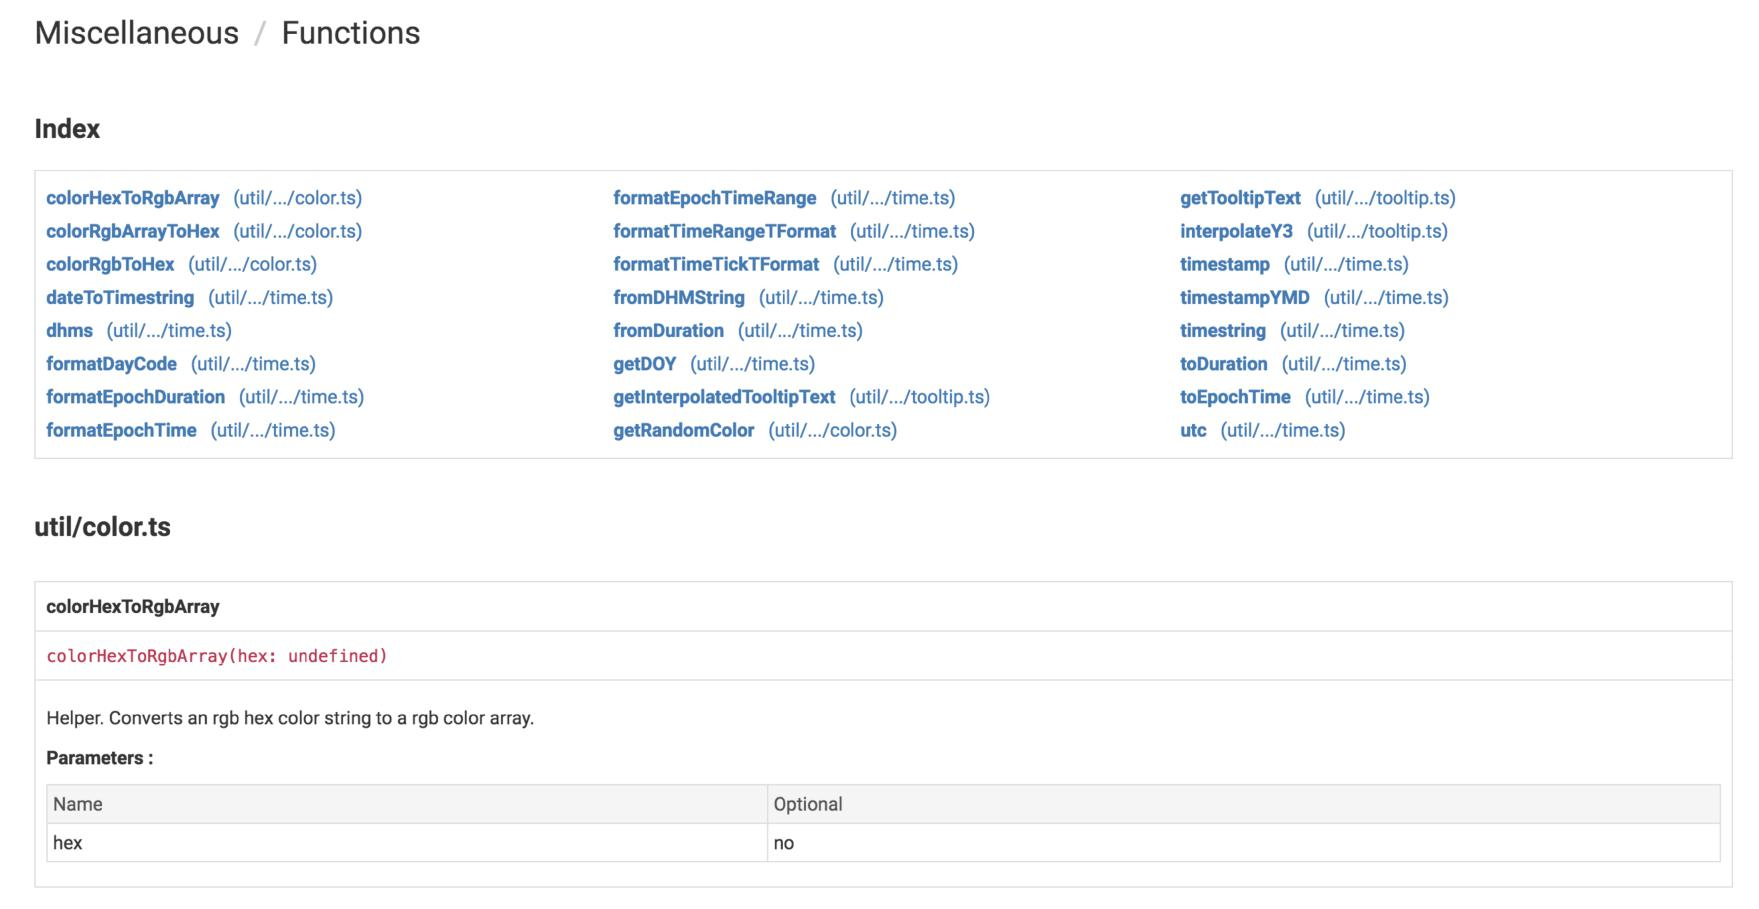 Miscellaneous / Functions
Index
colorHexToRgbArray (util/.../color.ts)
colorRgbArrayToHex (util/.../color.ts)
colorRgbToHex (util/.../color.ts)
dateToTimestring (util/.../time.ts)
dhms (util/.../time.ts)
formatDayCode (util/.../time.ts)
formatEpochDuration (util/.../time.ts)
formatEpochTime (util/.../time.ts)
formatEpochTimeRange (util/.../time.ts)
formatTimeRangeTFormat (util/.../time.ts)
formatTimeTickTFormat (util/.../time.ts)
fromDHMString (util/.../time.ts)
fromDuration (util/.../time.ts)
getDOY (util/.../time.ts)
getInterpolatedTooltipText (util/.../tooltip.ts)
getRandomColor (util/.../color.ts)
getTooltipText (util/.../tooltip.ts)
interpolateY3 (util/.../tooltip.ts)
timestamp (util/.../time.ts)
timestampYMD (util/.../time.ts)
timestring (util/.../time.ts)
toDuration (util/.../time.ts)
toEpochTime (util/.../time.ts)
utc (util/.../time.ts)
util/color.ts
colorHexToRgbArray
colorHexToRgbArray(hex: undefined)
Helper. Converts an rgb hex color string to a rgb color array.
Parameters :
Name Optional
hex no